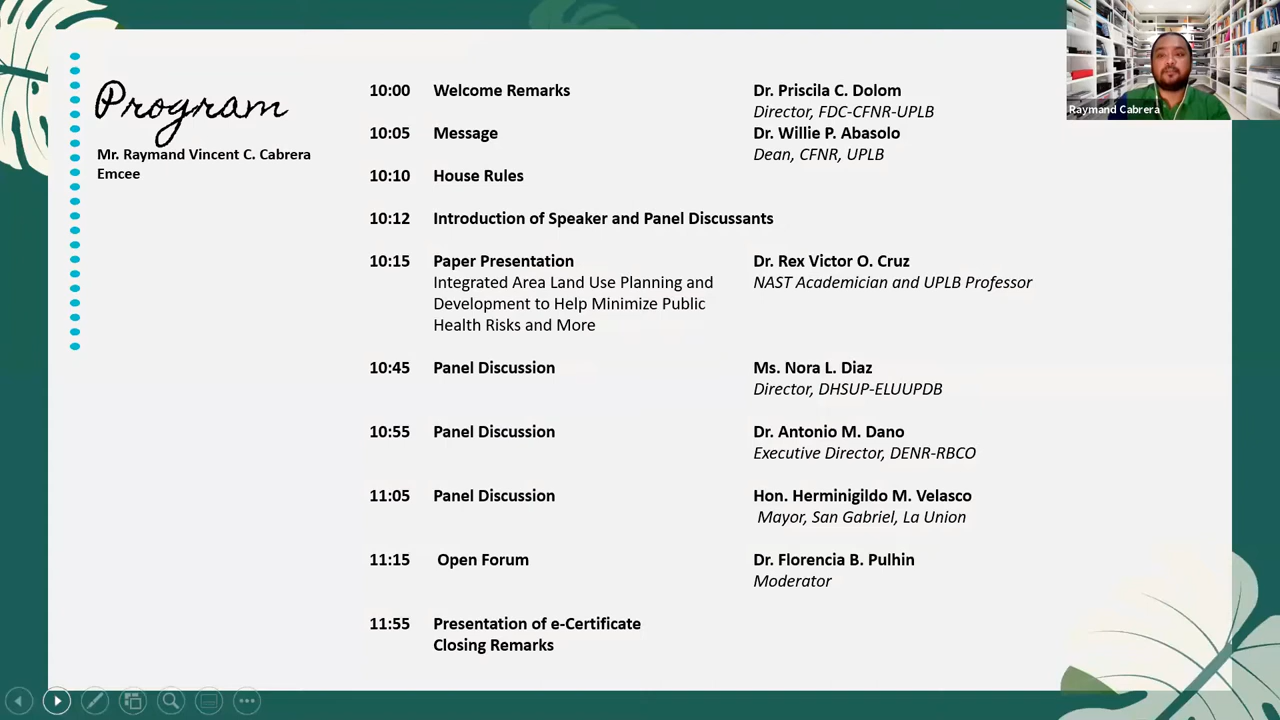 Program
Mr. Raymand Vincent C. Cabrera
Emcee
10:00 Welcome Remarks Dr. Priscila C. Dolom
Director, FDC-CFNR-UPLB
10:05 Message Dr. Willie P. Abasolo
Dean, CFNR, UPLB
10:10 House Rules
10:12 Introduction of Speaker and Panel Discussants
10:15 Paper Presentation Dr. Rex Victor O. Cruz
Integrated Area Land Use Planning and NAST Academician and UPLB Professor
Development to Help Minimize Public
Health Risks and More
10:45 Panel Discussion Ms. Nora L. Diaz
Director, DHSUP-ELUUPDB
10:55 Panel Discussion Dr. Antonio M. Dano
Executive Director, DENR-RBCO
11:05 Panel Discussion Hon. Herminigildo M. Velasco
Mayor, San Gabriel, La Union
11:15 Open Forum Dr. Florencia B. Pulhin
Moderator
11:55 Presentation of e-Certificate
Closing Remarks
Raymand Cabrera